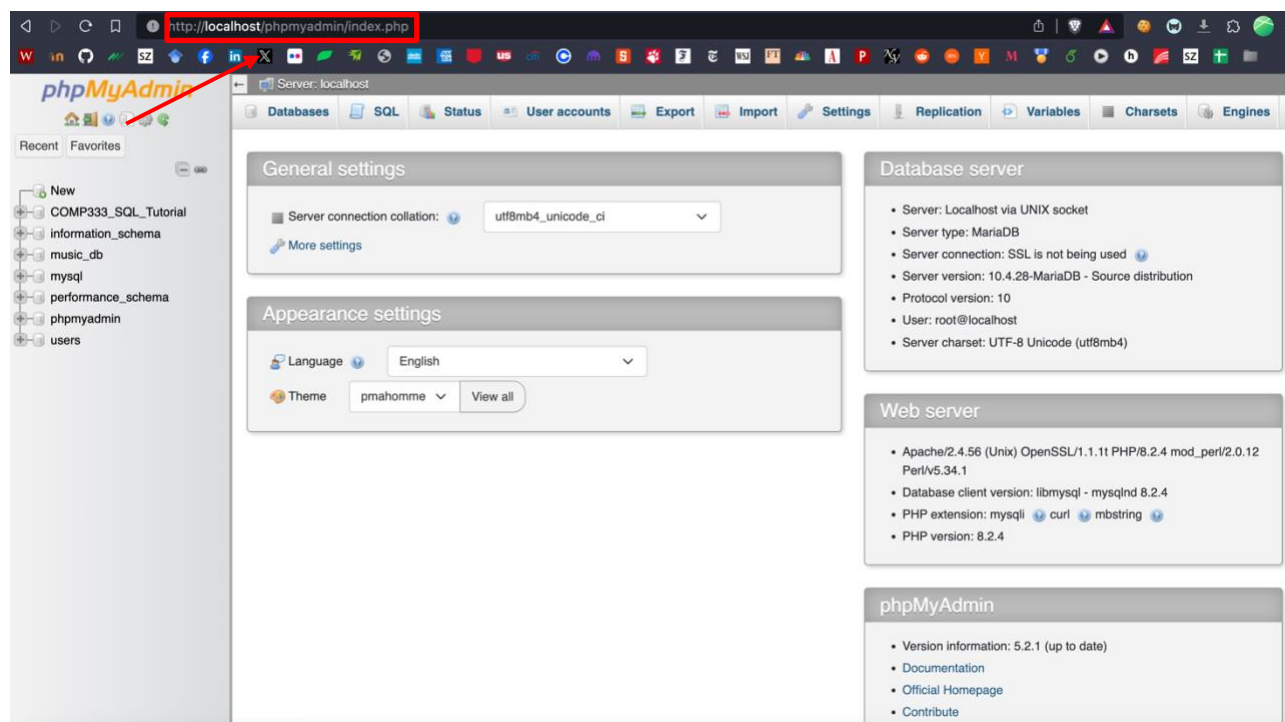 http://localhost/phpmyadmin/index.php
phpMyAdmin
Recent Favorites
New
COMP333_SQL_Tutorial
information_schema
music_db
mysql
performance_schema
phpmyadmin
users
Server: localhost
Databases SQL Status User accounts Export Import Settings Replication Variables Charsets Engines
General settings
Server connection collation: utf8mb4_unicode_ci
More settings
Appearance settings
Language English
Theme pmahomme View all
Database server
• Server: Localhost via UNIX socket
• Server type: MariaDB
• Server connection: SSL is not being used
• Server version: 10.4.28-MariaDB - Source distribution
• Protocol version: 10
• User: root@localhost
• Server charset: UTF-8 Unicode (utf8mb4)
Web server
• Apache/2.4.56 (Unix) OpenSSL/1.1.1t PHP/8.2.4 mod_perl/2.0.12
Perl/v5.34.1
• Database client version: libmysql - mysqlnd 8.2.4
• PHP extension: mysqli curl mbstring
• PHP version: 8.2.4
phpMyAdmin
• Version information: 5.2.1 (up to date)
• Documentation
• Official Homepage
• Contribute